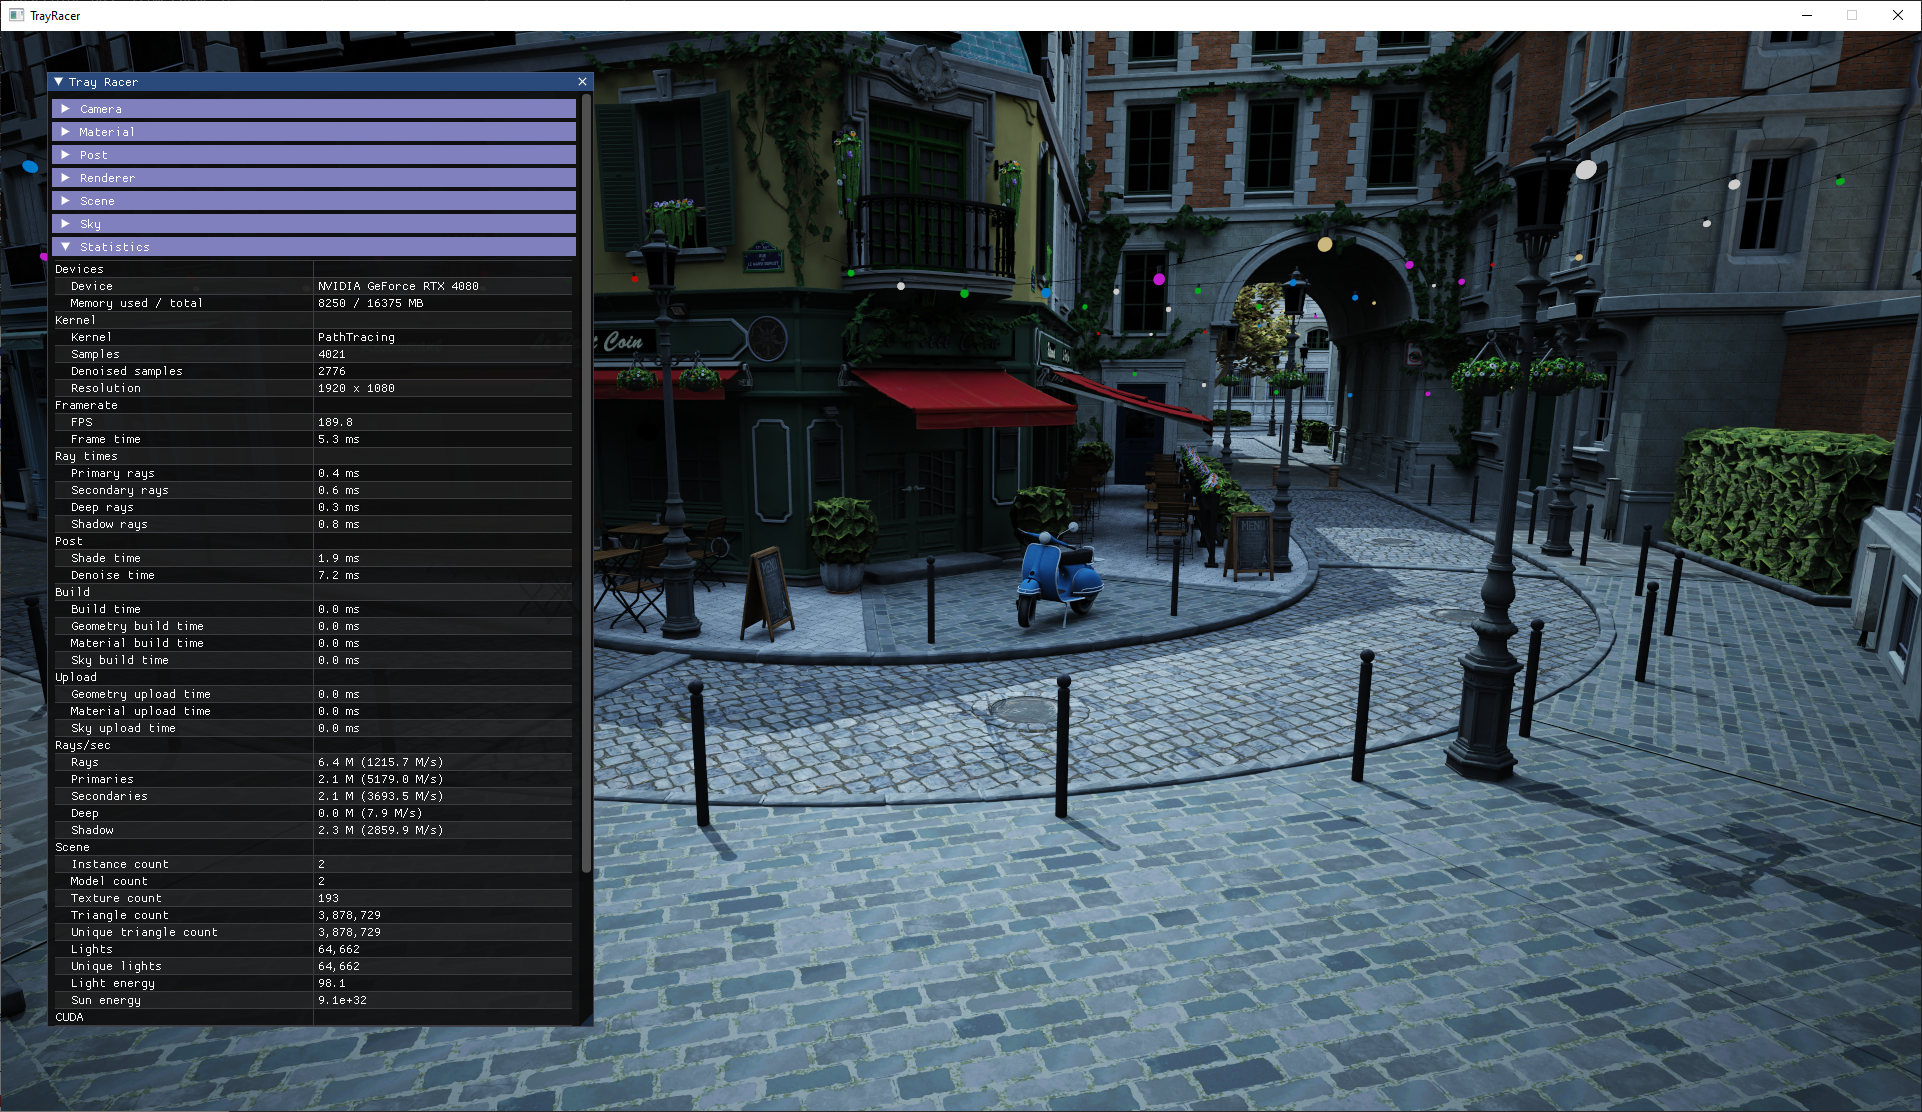 TrayRacer
Tray Racer
Camera
Material
Post
Renderer
Scene
Sky
Statistics
Devices
Device NVIDIA GeForce RTX 4080
Memory used / total 8250 / 16375 MB
Kernel
Kernel PathTracing
Samples 4021
Denoised samples 2776
Resolution 1920 x 1080
Framerate
FPS 189.8
Frame time 5.3 ms
Ray times
Primary rays 0.4 ms
Secondary rays 0.6 ms
Deep rays 0.3 ms
Shadow rays 0.8 ms
Post
Shade time 1.9 ms
Denoise time 7.2 ms
Build
Build time 0.0 ms
Geometry build time 0.0 ms
Material build time 0.0 ms
Sky build time 0.0 ms
Upload
Geometry upload time 0.0 ms
Material upload time 0.0 ms
Sky upload time 0.0 ms
Rays/sec
Rays 6.4 M (1215.7 M/s)
Primaries 2.1 M (5179.0 M/s)
Secondaries 2.1 M (3693.5 M/s)
Deep 0.0 M (7.9 M/s)
Shadow 2.3 M (2859.9 M/s)
Scene
Instance count 2
Model count 2
Texture count 193
Triangle count 3,878,729
Unique triangle count 3,878,729
Lights 64,662
Unique lights 64,662
Light energy 98.1
Sun energy 9.1e+32
CUDA
Coin
MENU
MENU